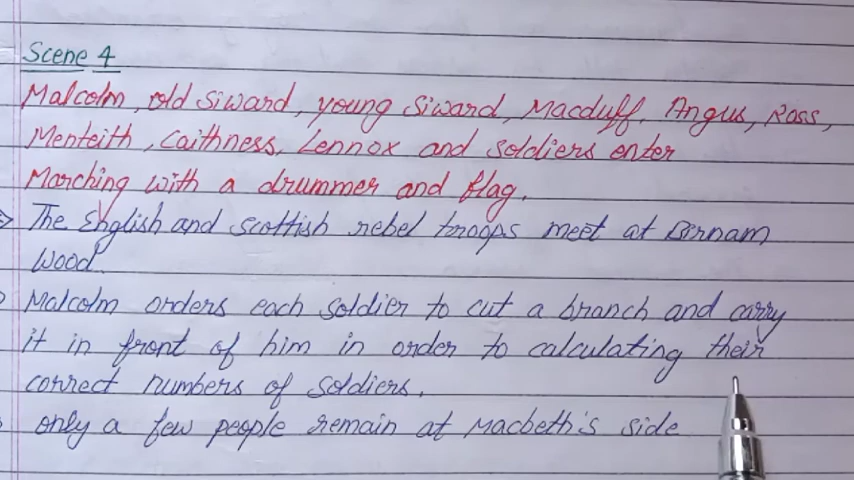 Scene 4
Malcolm, old Siward, young Siward, Macduff, Angus, Ross,
Menteith, Caithness, Lennox and soldiers enter
Marching with a drummer and flag.
The English and Scottish rebel troops meet at Birnam
Wood.
Malcolm orders each soldier to cut a branch and carry
it in front of him in order to calculating their
correct numbers of soldiers.
only a few people remain at Macbeth's side